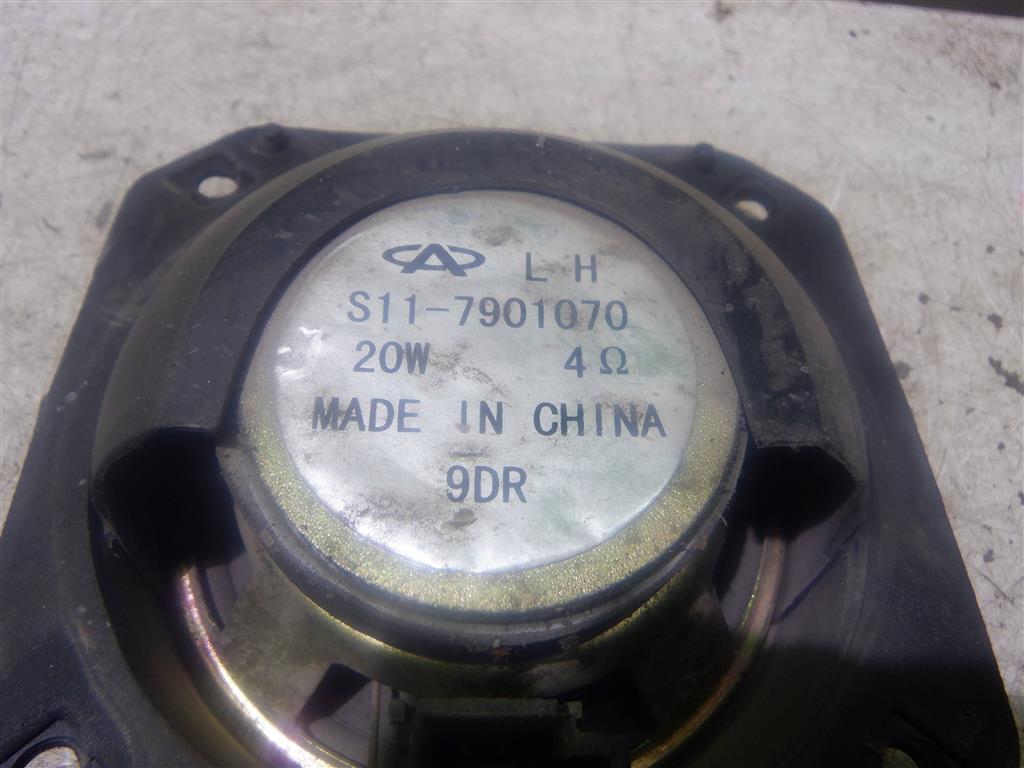 LH
S11-7901070
20W 4Ω
MADE IN CHINA
9DR